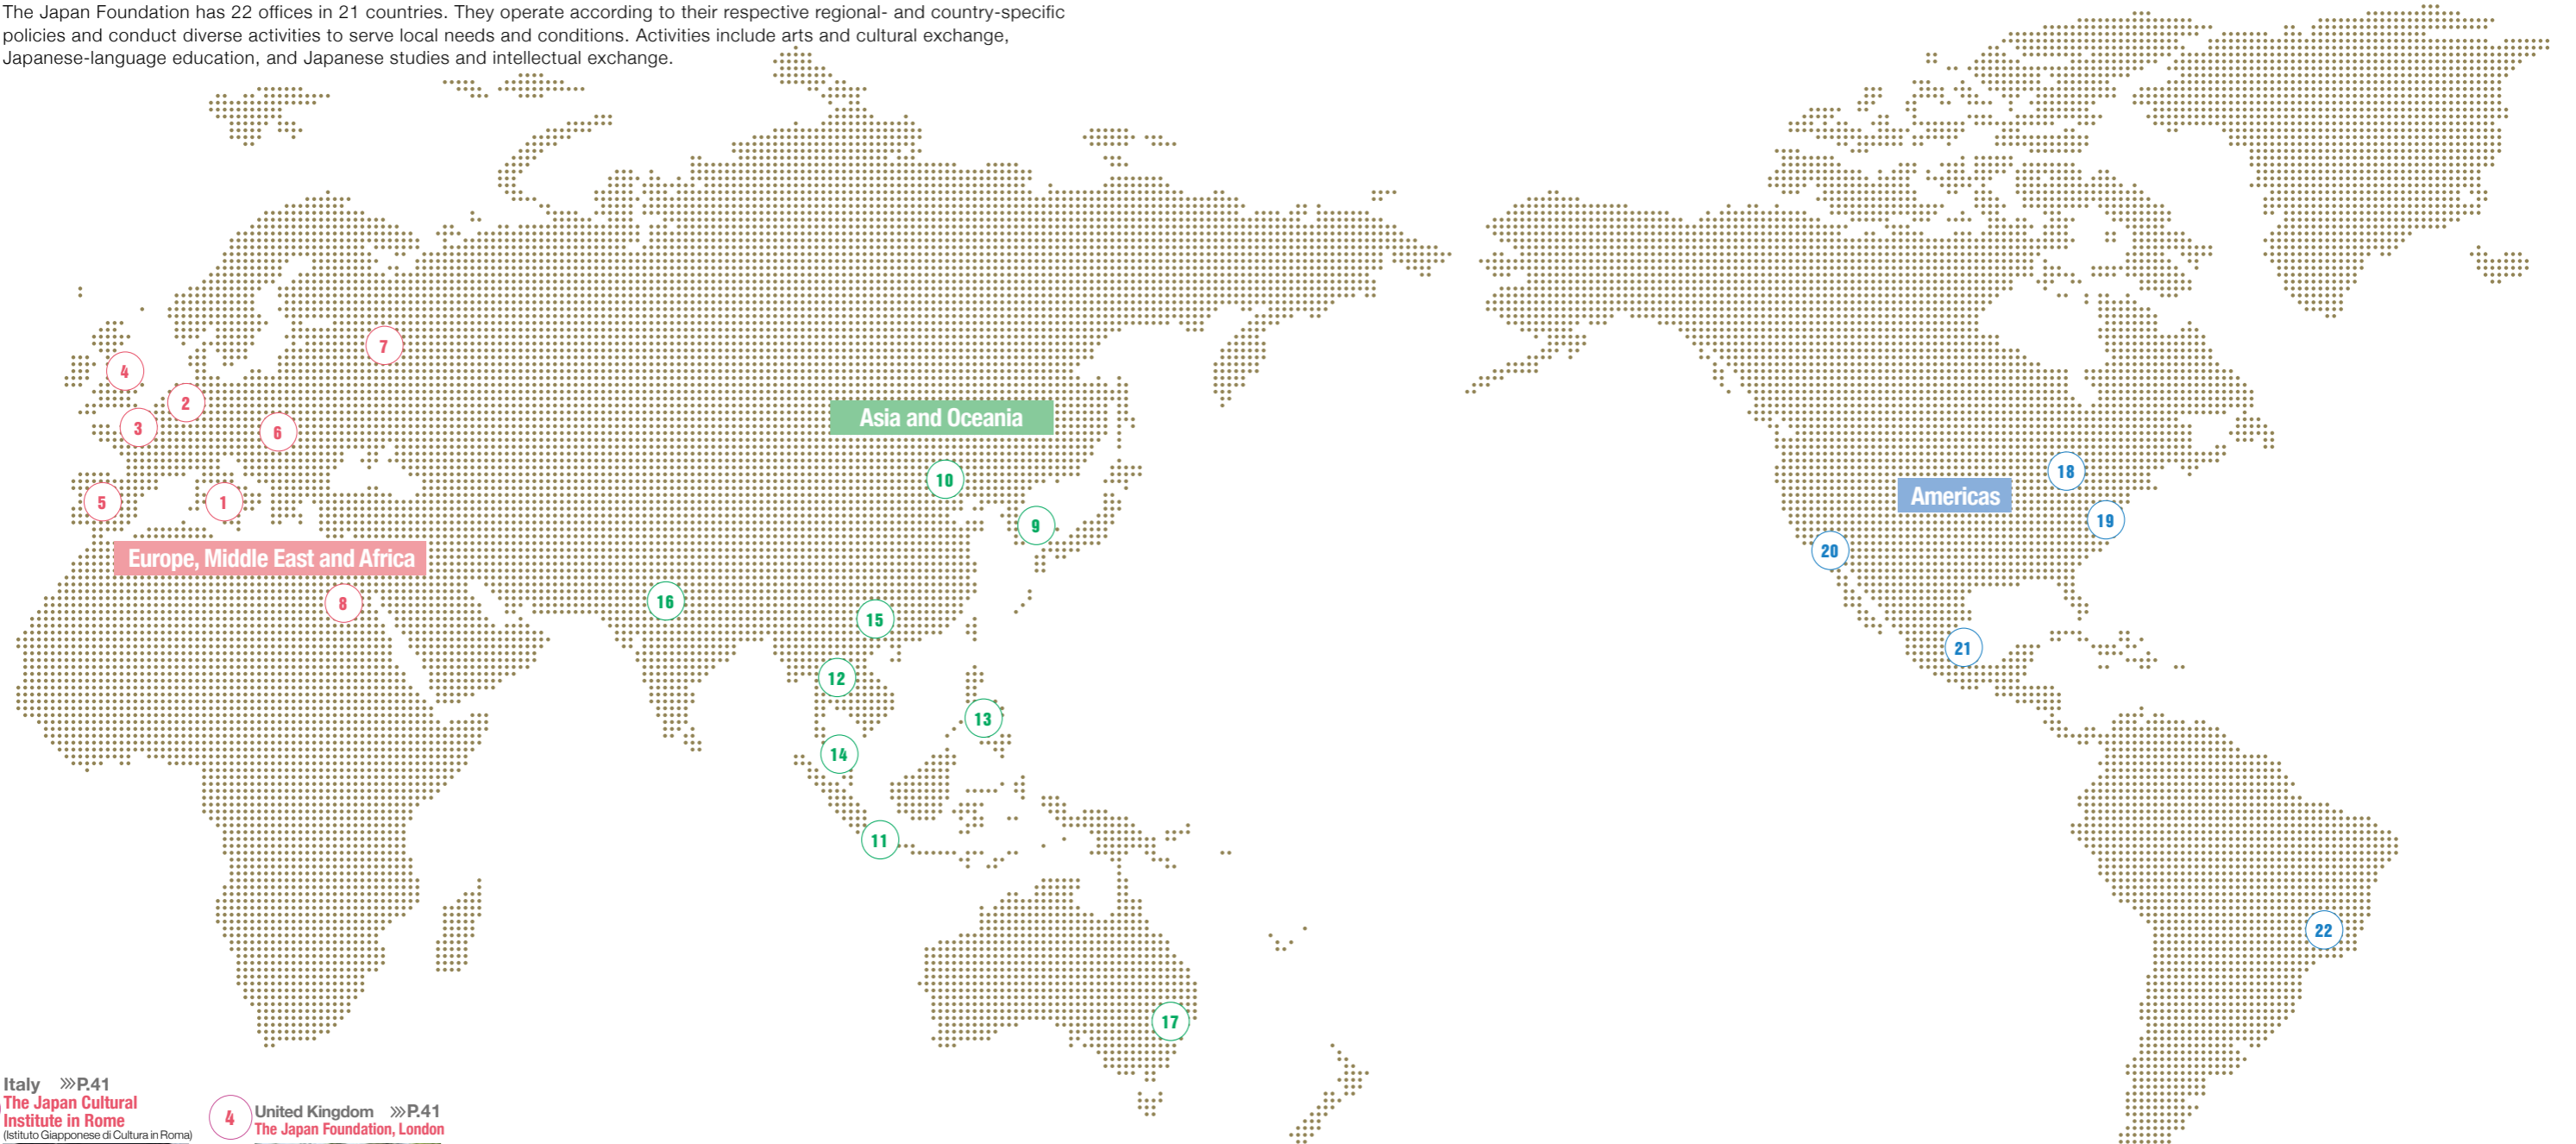 The Japan Foundation has 22 offices in 21 countries. They operate according to their respective regional- and country-specific
policies and conduct diverse activities to serve local needs and conditions. Activities include arts and cultural exchange,
Japanese-language education, and Japanese studies and intellectual exchange.
7
4
2
3
6
Asia and Oceania
18
10
5
1
Americas
19
9
20
Europe, Middle East and Africa
16
8
15
21
12
13
14
11
22
17
Italy »»P.41
The Japan Cultural
Institute in Rome
(Istituto Giapponese di Cultura in Roma)
4
United Kingdom »»P.41
The Japan Foundation, London